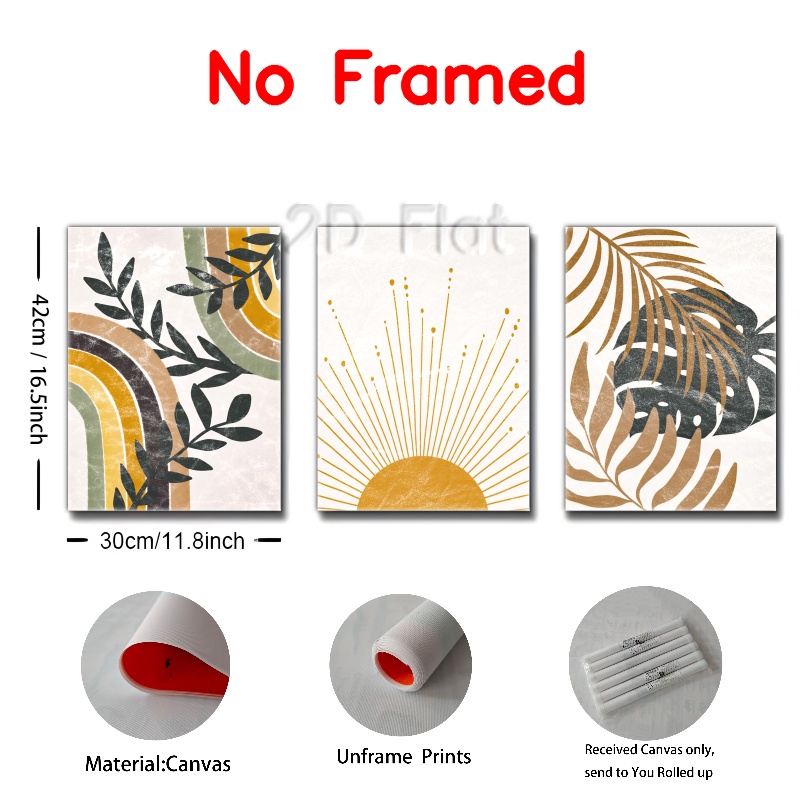 No Framed
2D Flat
42cm / 16.5inch
30cm/11.8inch
Material:Canvas
Unframe Prints
Received Canvas only,
send to You Rolled up